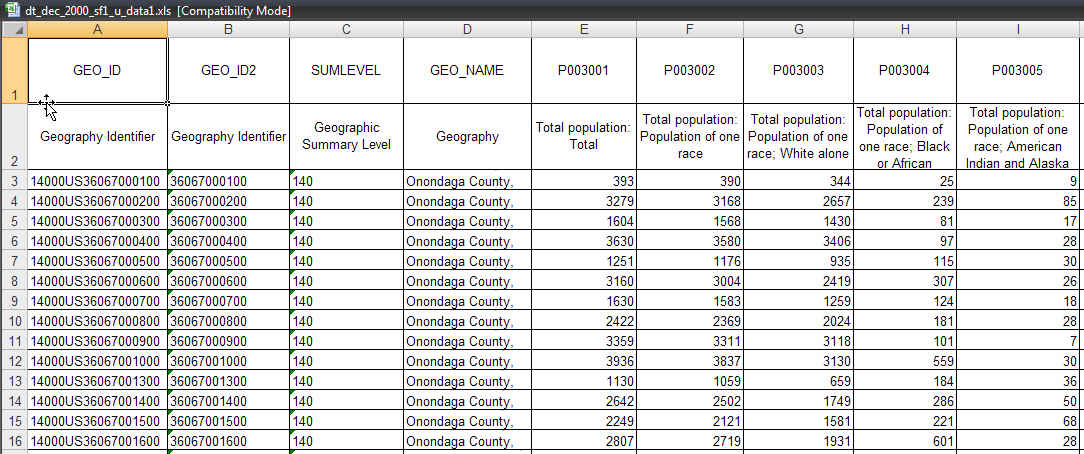 dt_dec_2000_sf1_u_data1.xls [Compatibility Mode]
A B C D E F G H I
1 GEO_ID GEO_ID2 SUMLEVEL GEO_NAME P003001 P003002 P003003 P003004 P003005
2 Geography Identifier Geography Identifier Geographic Summary Level Geography Total population: Total Total population: Population of one race Total population: Population of one race; White alone Total population: Population of one race; Black or African Total population: Population of one race; American Indian and Alaska
3 14000US36067000100 36067000100 140 Onondaga County, 393 390 344 25 9
4 14000US36067000200 36067000200 140 Onondaga County, 3279 3168 2657 239 85
5 14000US36067000300 36067000300 140 Onondaga County, 1604 1568 1430 81 17
6 14000US36067000400 36067000400 140 Onondaga County, 3630 3580 3406 97 28
7 14000US36067000500 36067000500 140 Onondaga County, 1251 1176 935 115 30
8 14000US36067000600 36067000600 140 Onondaga County, 3160 3004 2419 307 26
9 14000US36067000700 36067000700 140 Onondaga County, 1630 1583 1259 124 18
10 14000US36067000800 36067000800 140 Onondaga County, 2422 2369 2024 181 28
11 14000US36067000900 36067000900 140 Onondaga County, 3359 3311 3118 101 7
12 14000US36067001000 36067001000 140 Onondaga County, 3936 3837 3130 559 30
13 14000US36067001300 36067001300 140 Onondaga County, 1130 1059 659 184 36
14 14000US36067001400 36067001400 140 Onondaga County, 2642 2502 1749 286 50
15 14000US36067001500 36067001500 140 Onondaga County, 2249 2121 1581 221 68
16 14000US36067001600 36067001600 140 Onondaga County, 2807 2719 1931 601 28